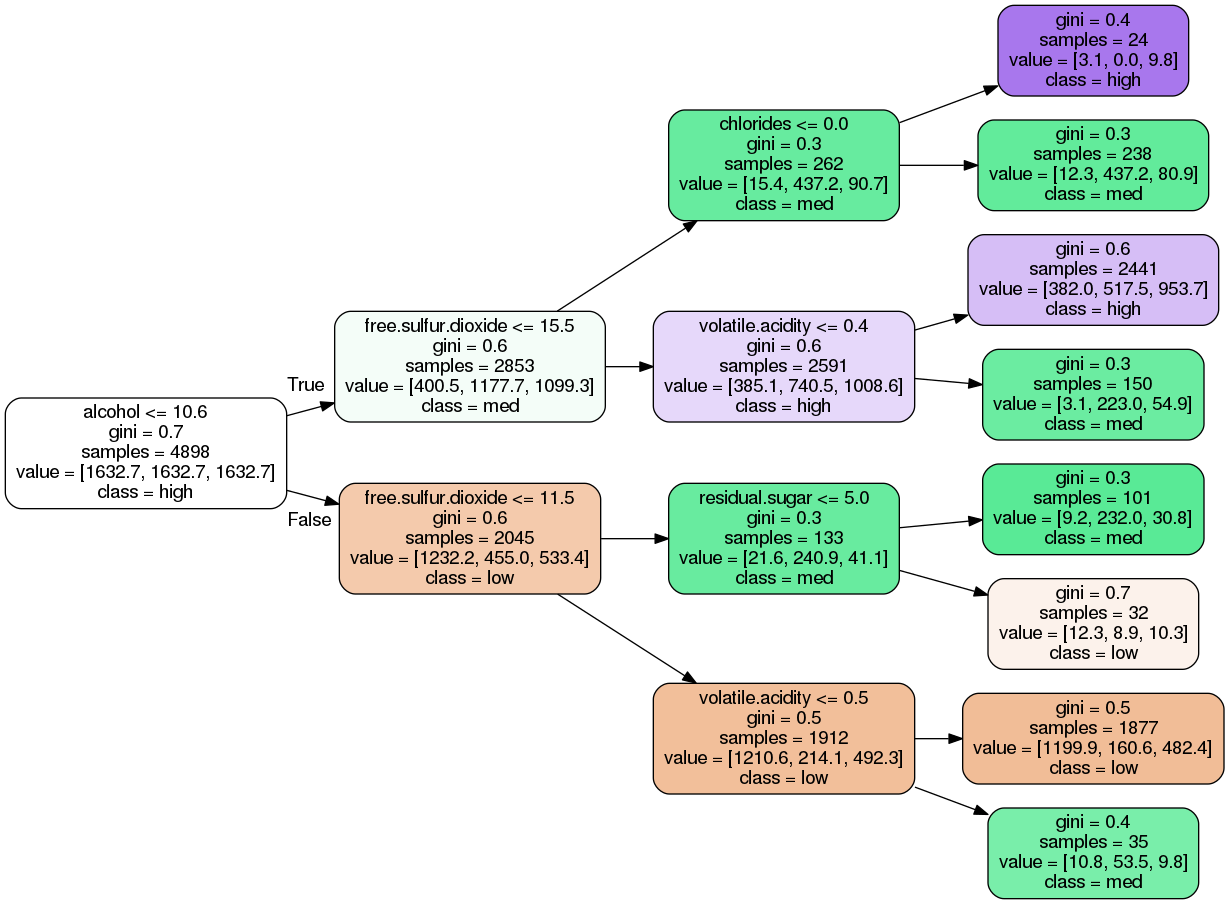 alcohol <= 10.6
gini = 0.7
samples = 4898
value = [1632.7, 1632.7, 1632.7]
class = high
True
False
free.sulfur.dioxide <= 15.5
gini = 0.6
samples = 2853
value = [400.5, 1177.7, 1099.3]
class = med
free.sulfur.dioxide <= 11.5
gini = 0.6
samples = 2045
value = [1232.2, 455.0, 533.4]
class = low
chlorides <= 0.0
gini = 0.3
samples = 262
value = [15.4, 437.2, 90.7]
class = med
volatile.acidity <= 0.4
gini = 0.6
samples = 2591
value = [385.1, 740.5, 1008.6]
class = high
residual.sugar <= 5.0
gini = 0.3
samples = 133
value = [21.6, 240.9, 41.1]
class = med
volatile.acidity <= 0.5
gini = 0.5
samples = 1912
value = [1210.6, 214.1, 492.3]
class = low
gini = 0.4
samples = 24
value = [3.1, 0.0, 9.8]
class = high
gini = 0.3
samples = 238
value = [12.3, 437.2, 80.9]
class = med
gini = 0.6
samples = 2441
value = [382.0, 517.5, 953.7]
class = high
gini = 0.3
samples = 150
value = [3.1, 223.0, 54.9]
class = med
gini = 0.3
samples = 101
value = [9.2, 232.0, 30.8]
class = med
gini = 0.7
samples = 32
value = [12.3, 8.9, 10.3]
class = low
gini = 0.5
samples = 1877
value = [1199.9, 160.6, 482.4]
class = low
gini = 0.4
samples = 35
value = [10.8, 53.5, 9.8]
class = med